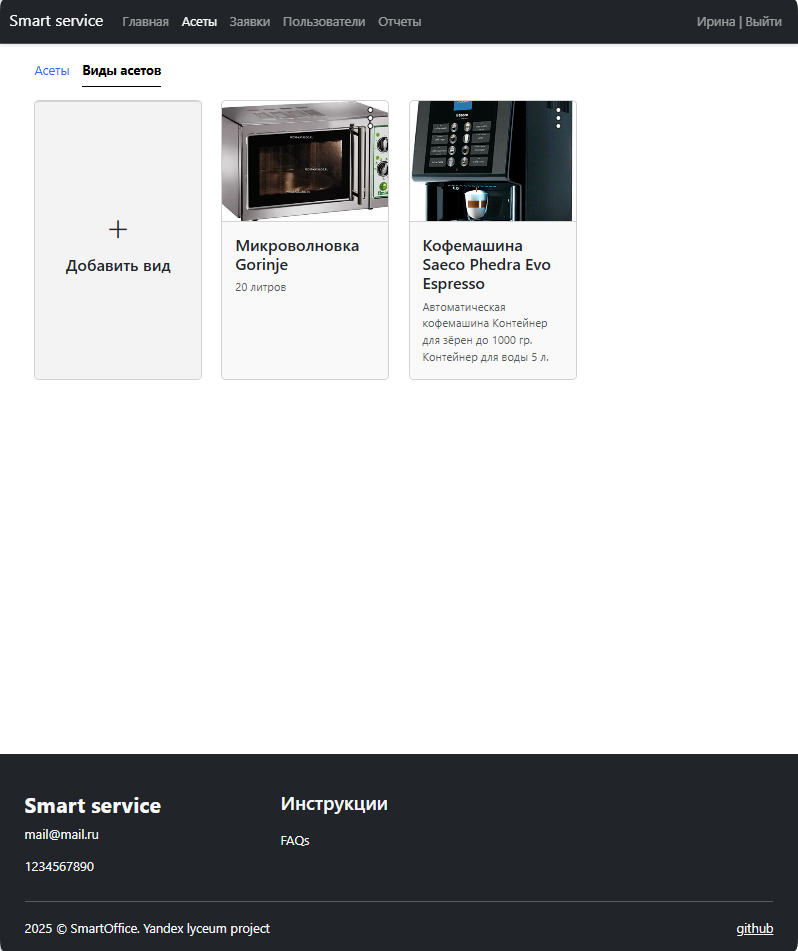 Smart service Главная Асеты Заявки Пользователи Отчеты Ирина | Выйти
Асеты Виды асетов
Добавить вид
Микроволновка
Gorinje
20 литров
Кофемашина
Saeco Phedra Evo
Espresso
Автоматическая
кофемашина Контейнер
для зёрен до 1000 гр.
Контейнер для воды 5 л.
Smart service
mail@mail.ru
1234567890
Инструкции
FAQs
2025 © SmartOffice. Yandex lyceum project
github